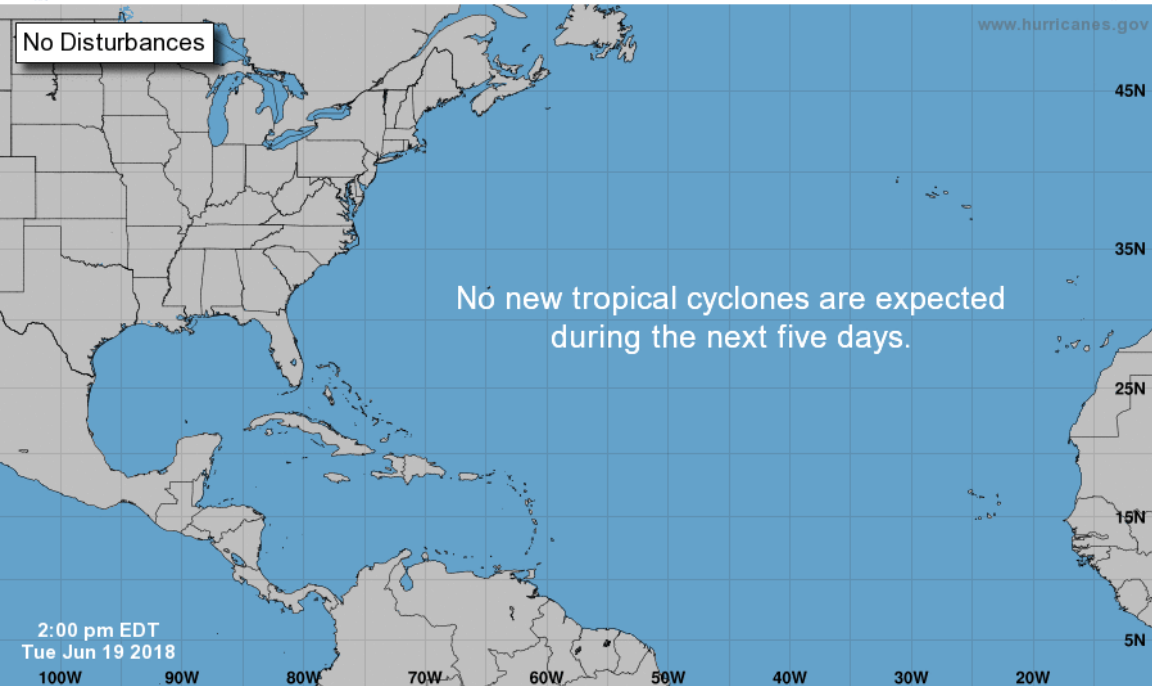 www.hurricanes.gov
No Disturbances
45N
35N
No new tropical cyclones are expected
during the next five days.
25N
15N
2:00 pm EDT
Tue Jun 19 2018
5N
100W 90W 80W 70W 60W 50W 40W 30W 20W